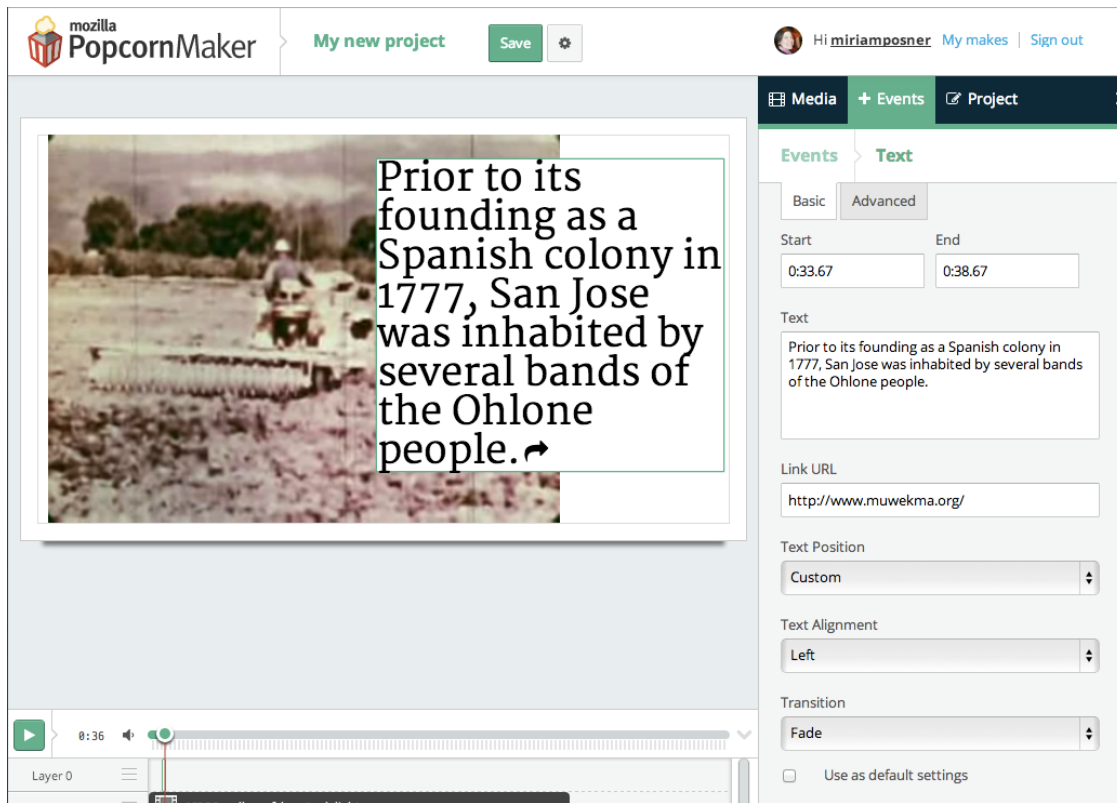 mozilla
PopcornMaker
My new project
Save
Hi miriamposner My makes Sign out
Media Events Project
Events Text
Basic Advanced
Start End
0:33.67 0:38.67
Text
Prior to its founding as a Spanish colony in
1777, San Jose was inhabited by several bands
of the Ohlone people.
Link URL
http://www.muwekma.org/
Text Position
Custom
Text Alignment
Left
Transition
Fade
Use as default settings
Prior to its
founding as a
Spanish colony in
1777, San Jose
was inhabited by
several bands of
the Ohlone
people.
0:36
Layer 0